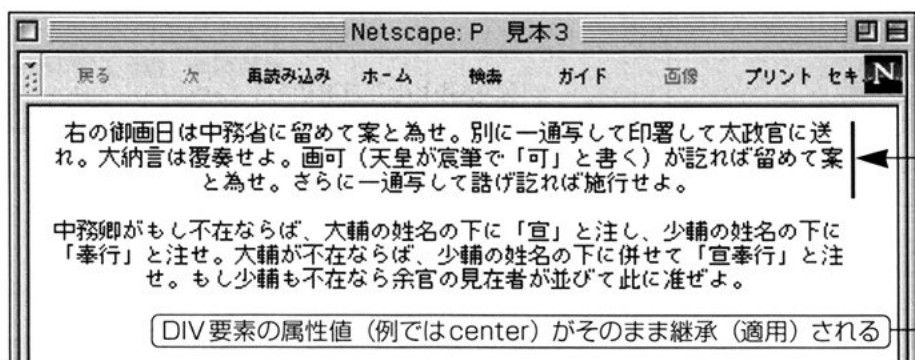 Netscape: P 見本3
戻る 次 再読み込み ホーム 検索 ガイド 画像 プリント セキ N
右の御画日は中務省に留めて案と為せ。別に一通写して印署して太政官に送
れ。大納言は覆奏せよ。画可（天皇が宸筆で「可」と書く）が訖れば留めて案
と為せ。さらに一通写して誥げ訖れば施行せよ。
中務卿がもし不在ならば、大輔の姓名の下に「宣」と注し、少輔の姓名の下に
「奉行」と注せ。大輔が不在ならば、少輔の姓名の下に併せて「宣奉行」と注
せ。もし少輔も不在なら余官の見在者が並びて此に准ぜよ。
DIV要素の属性値（例ではcenter）がそのまま継承（適用）される